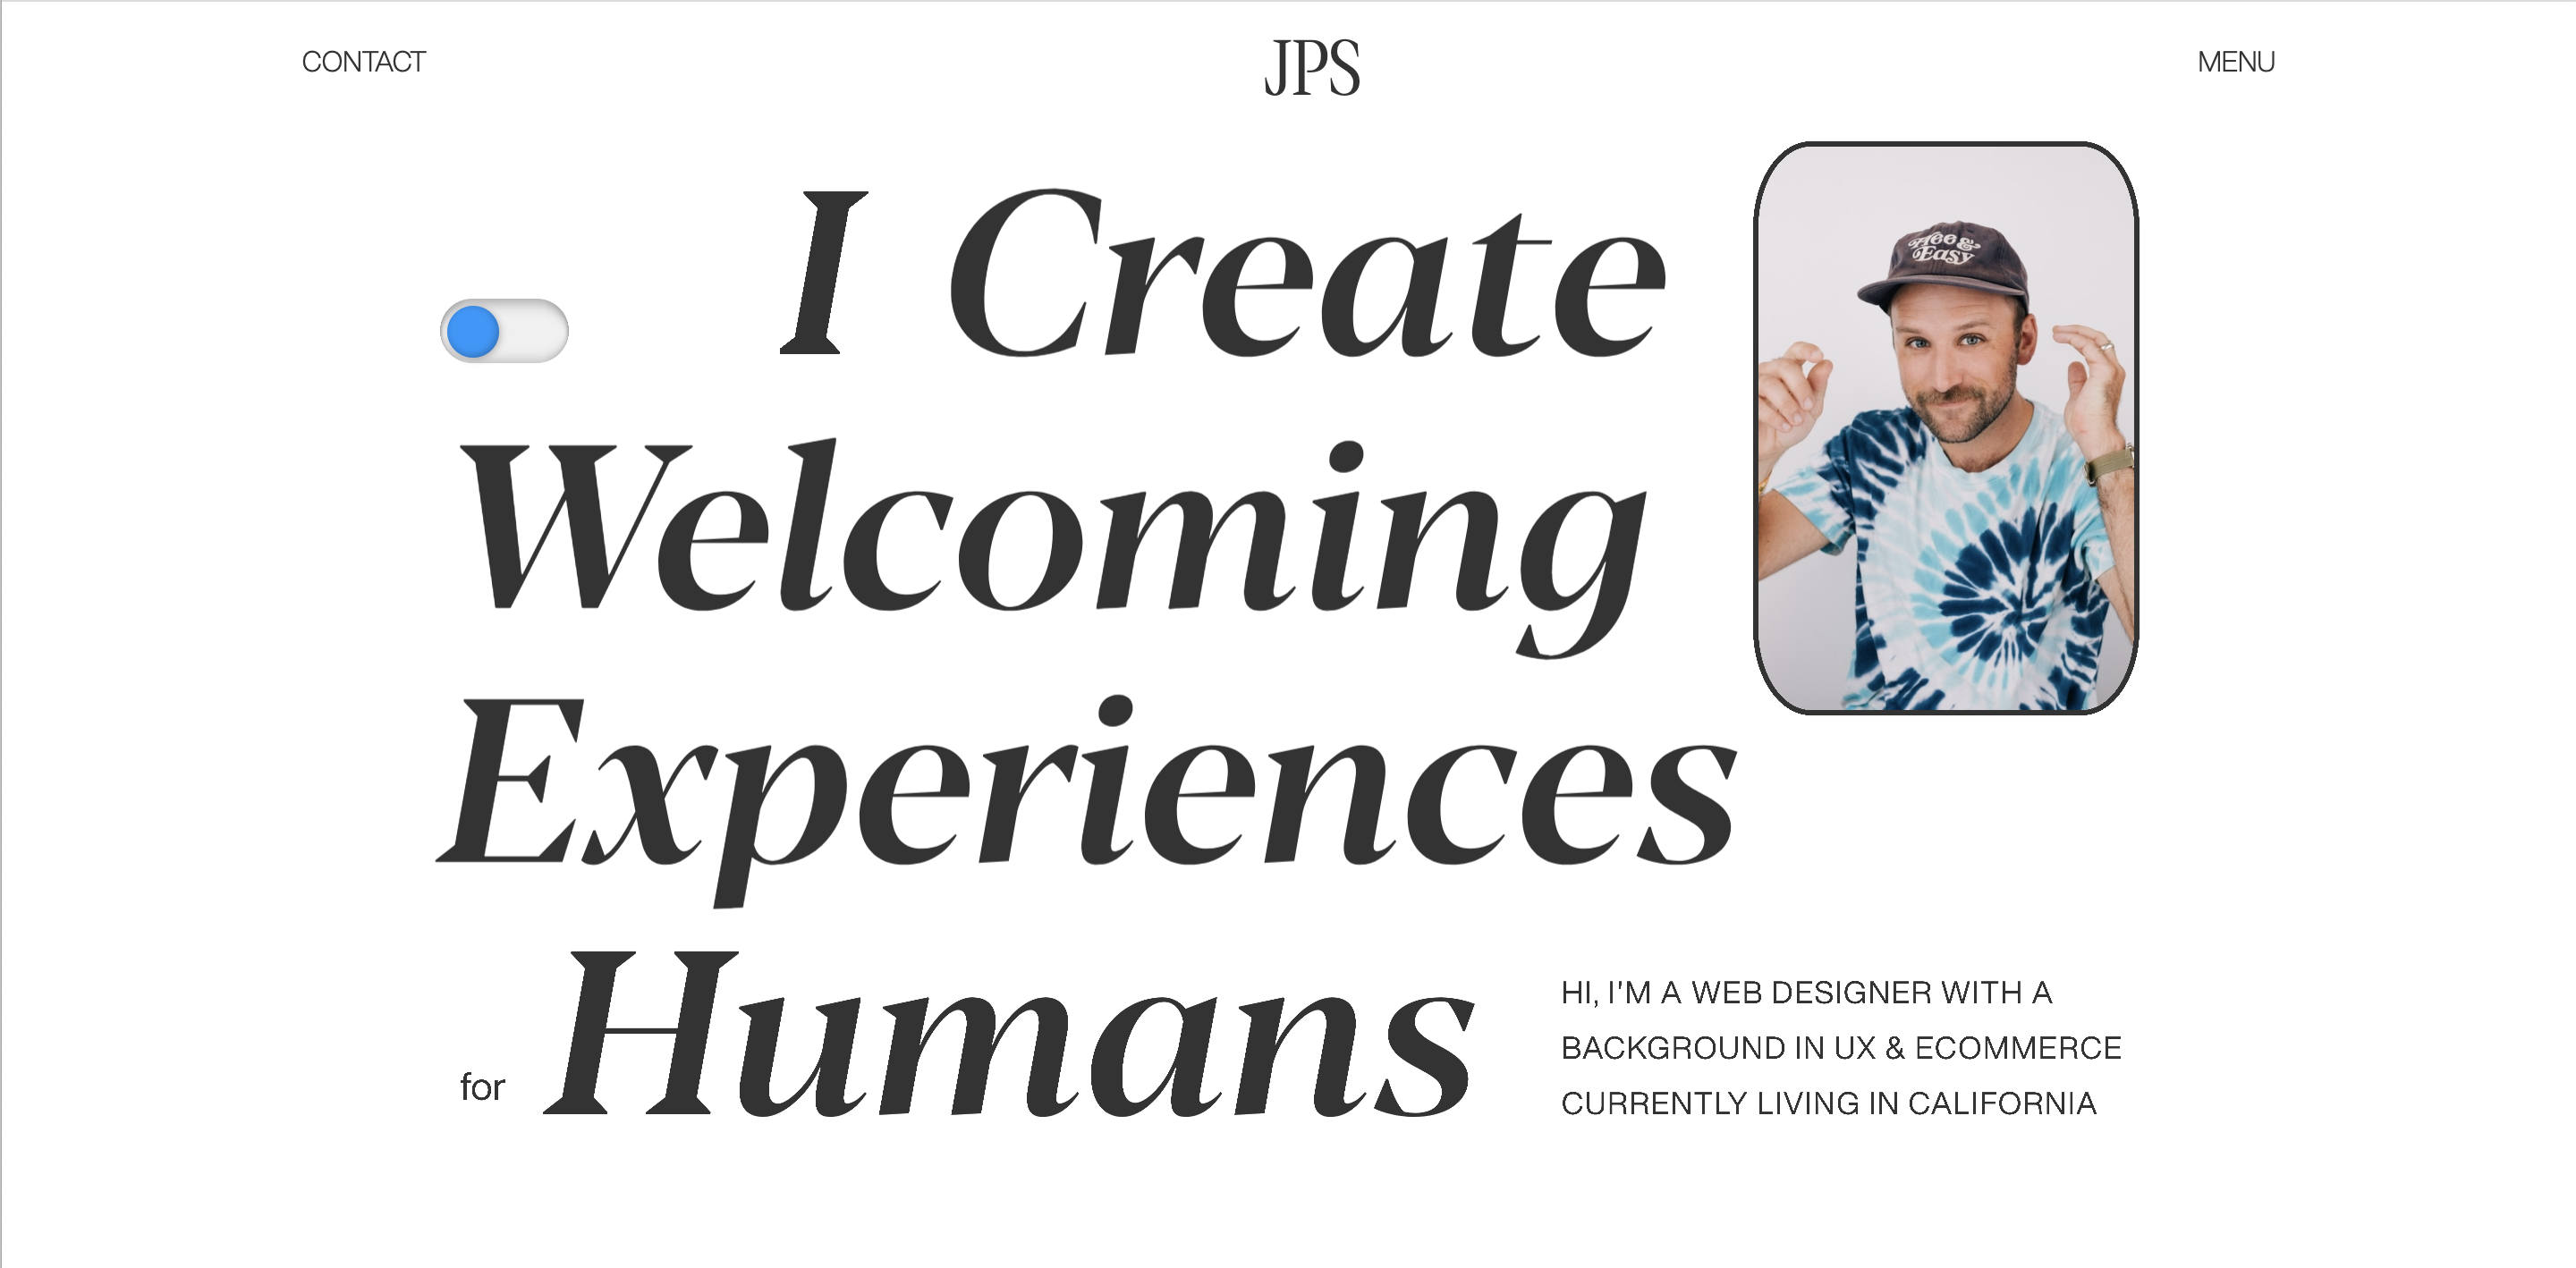 CONTACT
JPS
MENU
I Create
Welcoming
Experiences
for Humans
Free &
Easy
HI, I'M A WEB DESIGNER WITH A
BACKGROUND IN UX & ECOMMERCE
CURRENTLY LIVING IN CALIFORNIA